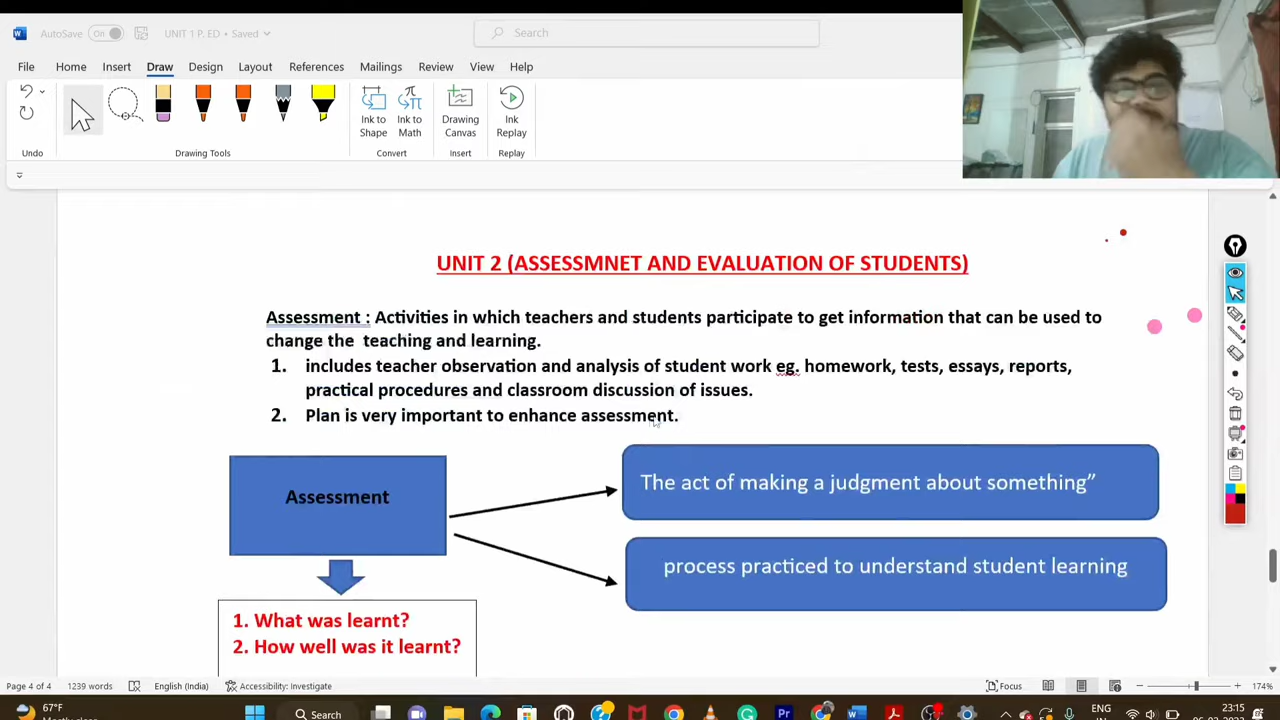 AutoSave On UNIT 1 P. ED • Saved Search
File Home Insert Draw Design Layout References Mailings Review View Help
Ink to Shape Ink to Math Drawing Canvas Ink Replay
Undo Drawing Tools Convert Insert Replay
UNIT 2 (ASSESSMNET AND EVALUATION OF STUDENTS)
Assessment : Activities in which teachers and students participate to get information that can be used to
change the teaching and learning.
1. includes teacher observation and analysis of student work eg. homework, tests, essays, reports,
practical procedures and classroom discussion of issues.
2. Plan is very important to enhance assessment.
Assessment
The act of making a judgment about something”
process practiced to understand student learning
1. What was learnt?
2. How well was it learnt?
Page 4 of 4 1239 words English (India) Accessibility: Investigate Focus 174%
67°F
Search
ENG
23:15